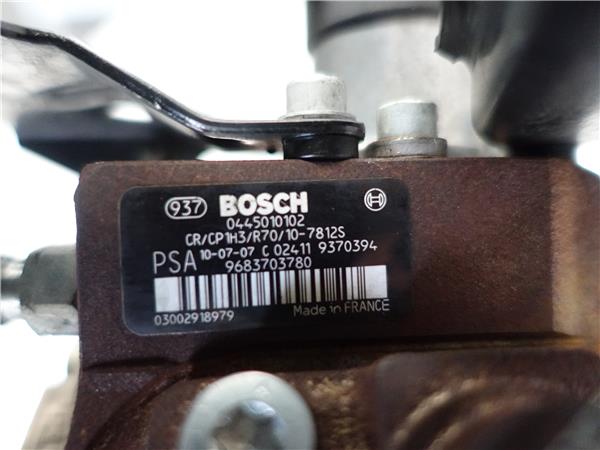 937 BOSCH
0445010102
CR/CP1H3/R70/10-7812S
PSA 10-07-07 C 02411 9370394
9683703780
03002918979 Made in FRANCE